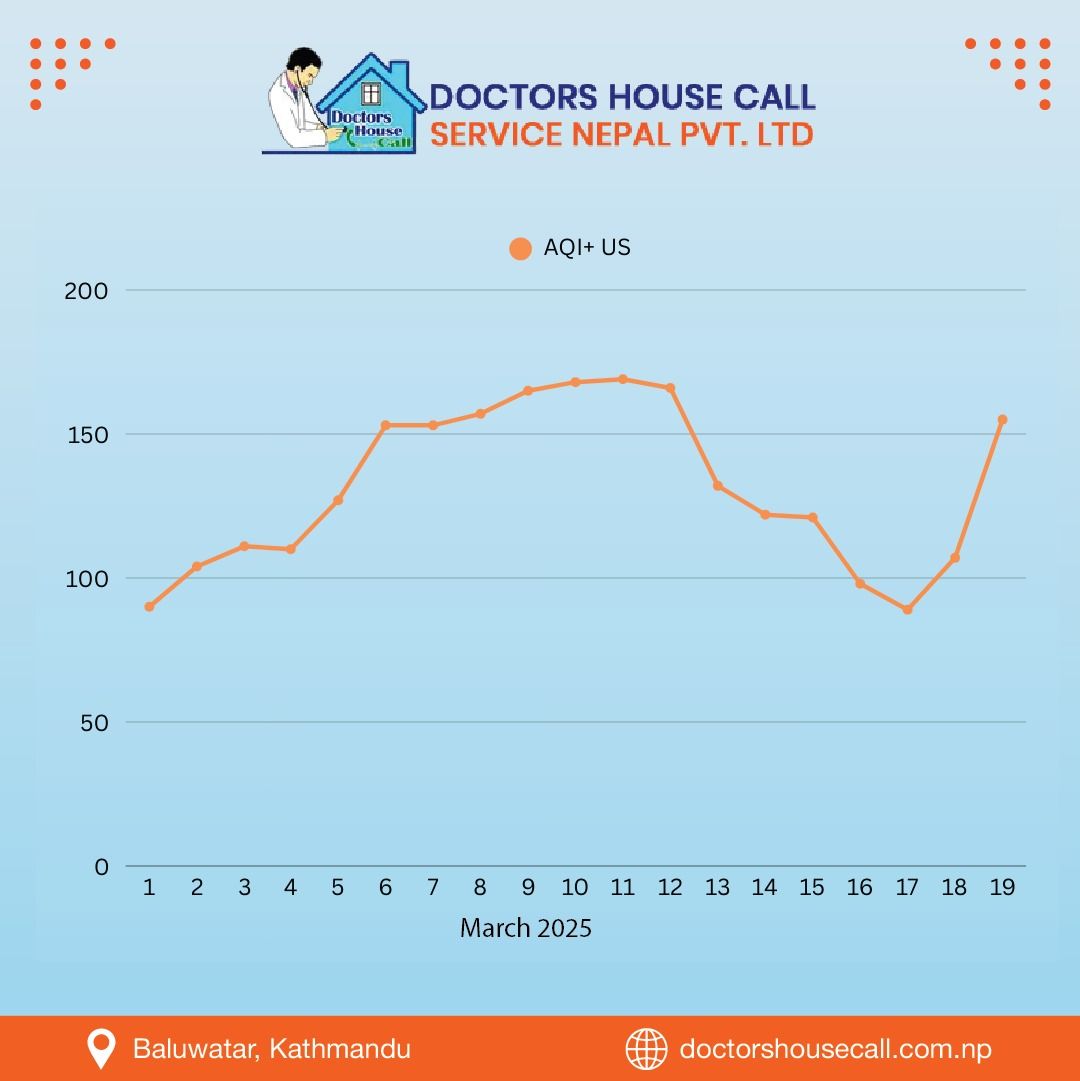 Doctors
House
Call
DOCTORS HOUSE CALL
SERVICE NEPAL PVT. LTD
AQI+ US
200
150
100
50
0
1 2 3 4 5 6 7 8 9 10 11 12 13 14 15 16 17 18 19
March 2025
Baluwatar, Kathmandu
doctorshousecall.com.np